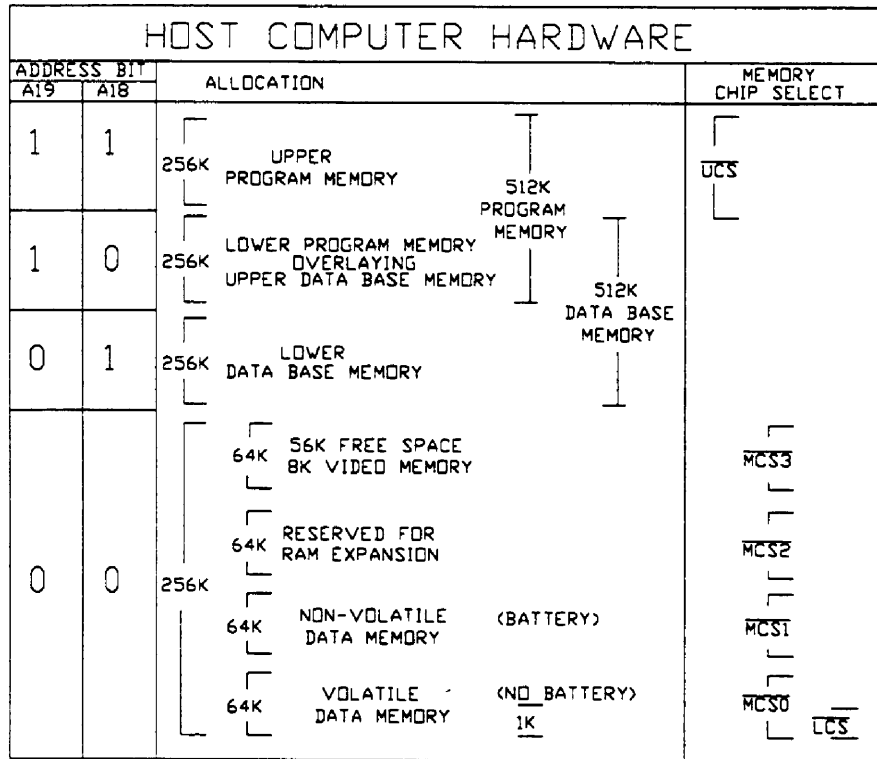 HOST COMPUTER HARDWARE
ADDRESS BIT
A19 A18
ALLOCATION
MEMORY
CHIP SELECT
1 1
256K
UPPER
PROGRAM MEMORY
512K
PROGRAM
MEMORY
UCS
1 0
256K
LOWER PROGRAM MEMORY
OVERLAYING
UPPER DATA BASE MEMORY
512K
DATA BASE
MEMORY
0 1
256K
LOWER
DATA BASE MEMORY
0 0
256K
64K
56K FREE SPACE
8K VIDEO MEMORY
MCS3
64K
RESERVED FOR
RAM EXPANSION
MCS2
64K
NON-VOLATILE (BATTERY)
DATA MEMORY
MCS1
64K
VOLATILE (NO BATTERY)
DATA MEMORY
1K
MCS0
LCS